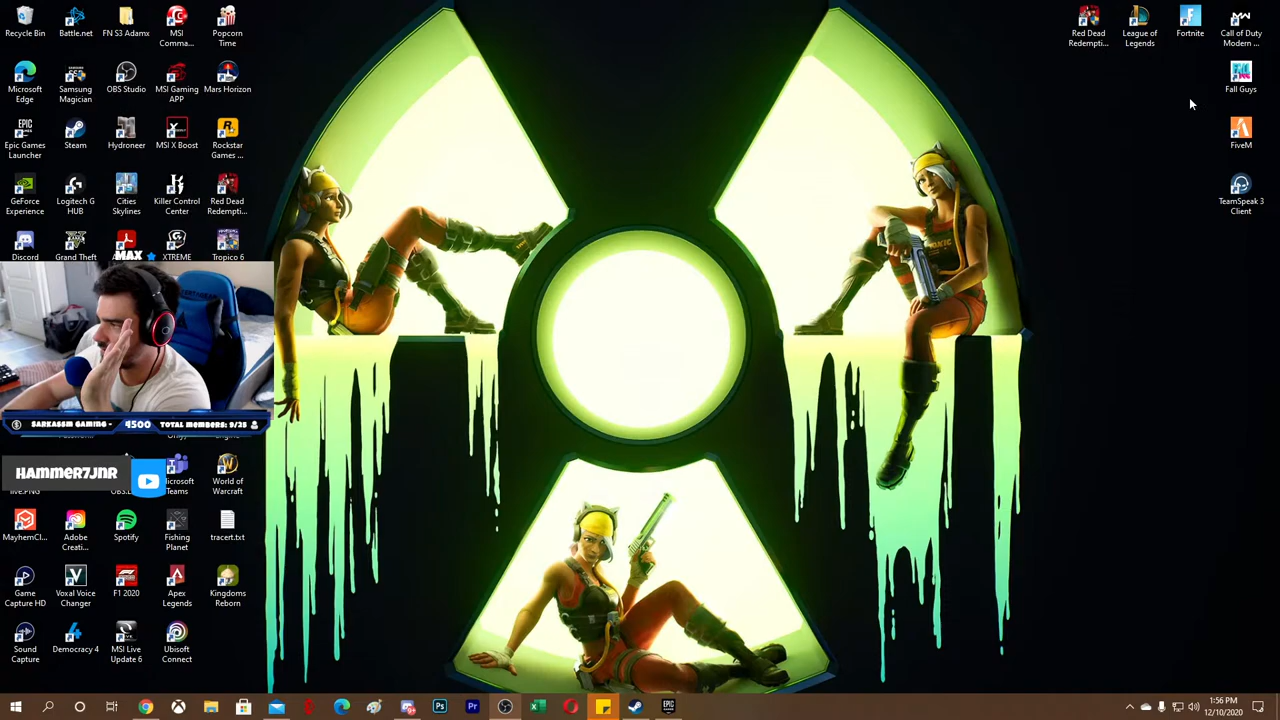 Recycle Bin
Battle.net
FN S3 Adamx
MSI Comma...
Popcorn Time
Microsoft Edge
Samsung Magician
OBS Studio
MSI Gaming APP
Mars Horizon
Epic Games Launcher
Steam
Hydroneer
MSI X Boost
Rockstar Games ...
GeForce Experience
Logitech G HUB
Cities Skylines
Killer Control Center
Red Dead Redempti...
Discord
Grand Theft
XTREME
Tropico 6
MAX
SARKASSM GAMING -
4500
TOTAL MEMBERS: 9/25
HAMMER7JNR
Microsoft Teams
World of Warcraft
MayhemCl...
Adobe Creati...
Spotify
Fishing Planet
tracert.txt
Game Capture HD
Voxal Voice Changer
F1 2020
Apex Legends
Kingdoms Reborn
Sound Capture
Democracy 4
MSI Live Update 6
Ubisoft Connect
Red Dead Redempti...
League of Legends
Fortnite
Call of Duty Modern ...
Fall Guys
FiveM
TeamSpeak 3 Client
TOXIC
1:56 PM
12/10/2020